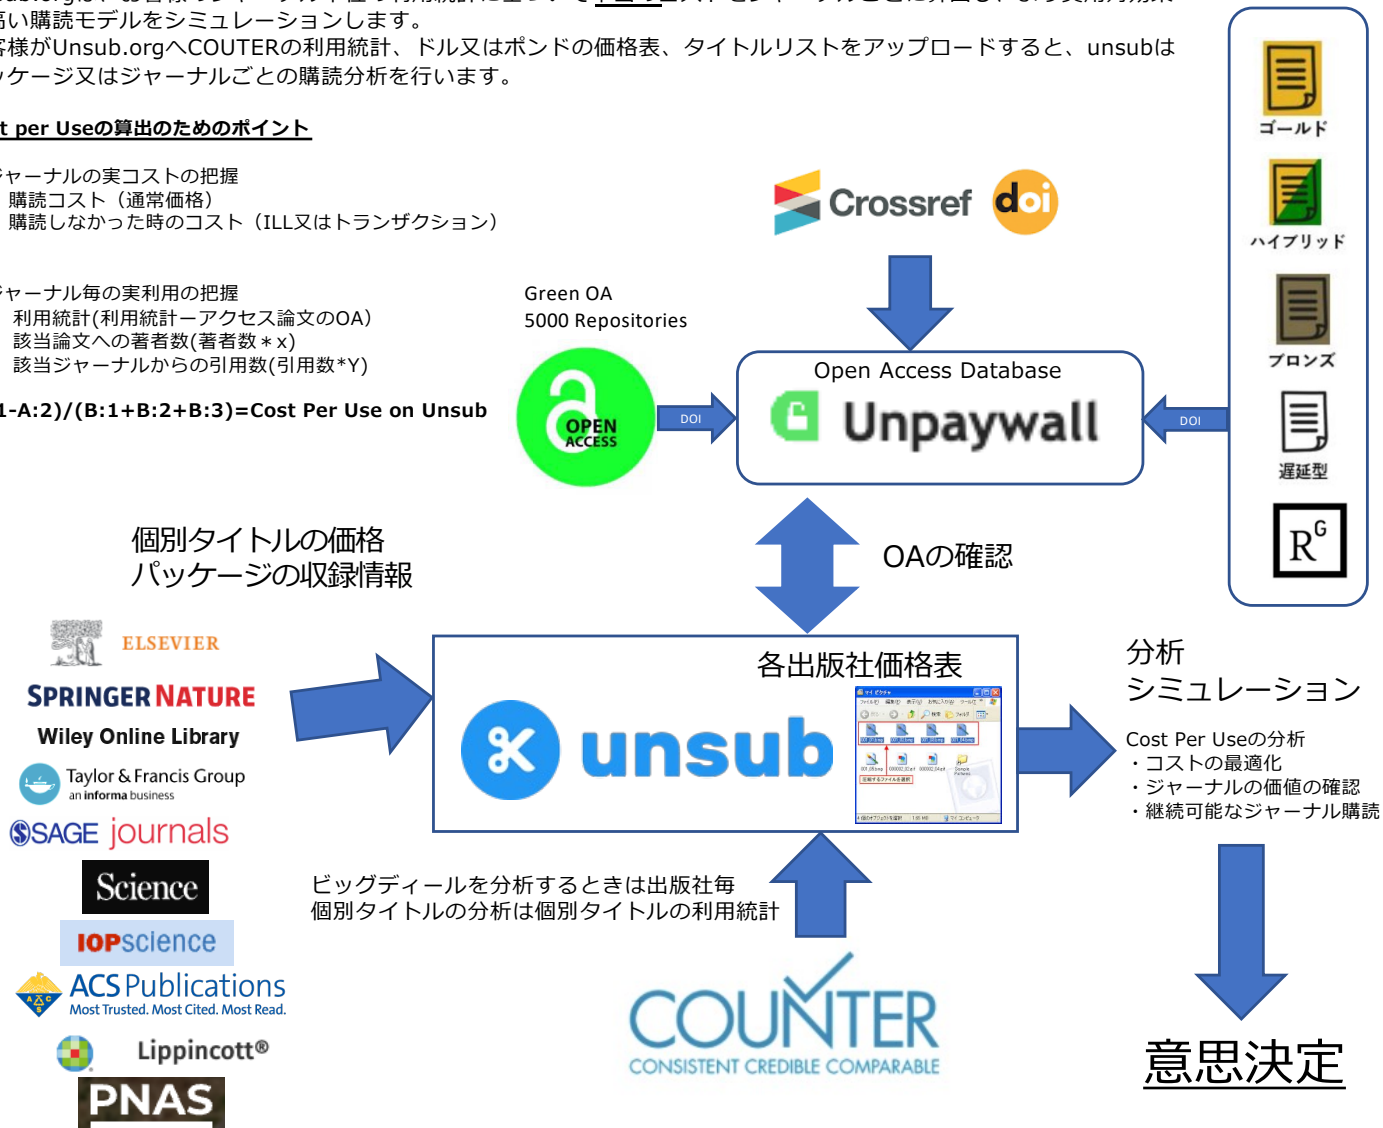 高い購読モデルをシミュレーションします。
客様がUnsub.orgへCOUTERの利用統計、ドル又はポンドの価格表、タイトルリストをアップロードすると、unsubは
ッケージ又はジャーナルごとの購読分析を行います。
st per Useの算出のためのポイント
ジャーナルの実コストの把握
購読コスト（通常価格）
購読しなかった時のコスト（ILL又はトランザクション）
ジャーナル毎の実利用の把握
利用統計(利用統計ーアクセス論文のOA）
該当論文への著者数(著者数＊x)
該当ジャーナルからの引用数(引用数*Y)
1-A:2)/(B:1+B:2+B:3)=Cost Per Use on Unsub
Crossref doi
Green OA
5000 Repositories
OPEN
ACCESS
DOI
Open Access Database
Unpaywall
DOI
ゴールド
ハイブリッド
ブロンズ
遅延型
RG
OAの確認
個別タイトルの価格
パッケージの収録情報
ELSEVIER
SPRINGER NATURE
Wiley Online Library
Taylor & Francis Group
an informa business
SAGE journals
Science
IOPscience
ACS Publications
Most Trusted. Most Cited. Most Read.
Lippincott®
PNAS
各出版社価格表
unsub
マイ ピクチャ
圧縮するファイルを選択
分析
シミュレーション
Cost Per Useの分析
・コストの最適化
・ジャーナルの価値の確認
・継続可能なジャーナル購読
ビッグディールを分析するときは出版社毎
個別タイトルの分析は個別タイトルの利用統計
COUNTER
CONSISTENT CREDIBLE COMPARABLE
意思決定